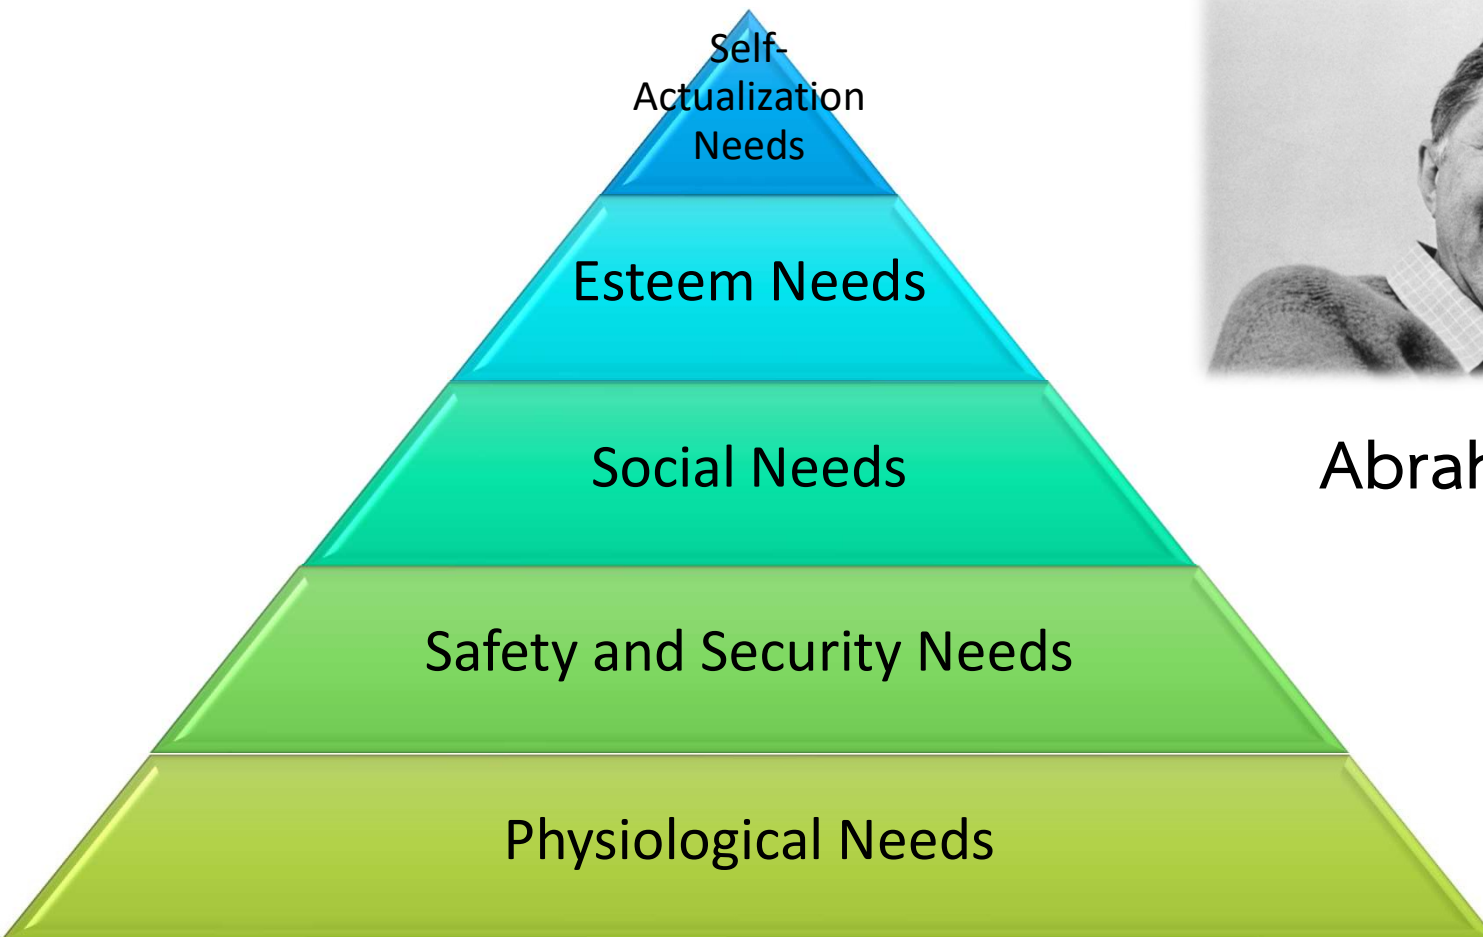 Self-
Actualization
Needs
Esteem Needs
Social Needs
Abrah
Safety and Security Needs
Physiological Needs